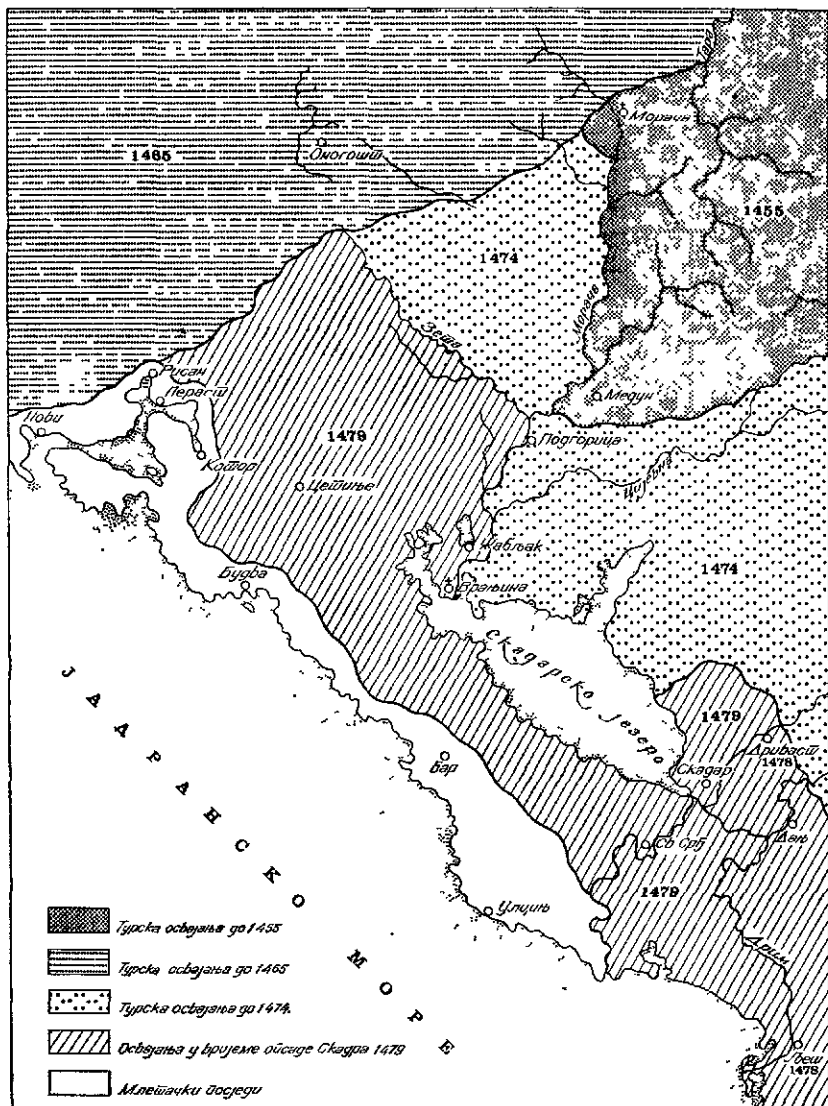 Тара
Морача
1465
Оногошт
1455
1474
Морача
Зета
Рисан
Пераст
Медун
Нови
1479
Подгорица
Котор
Цијевна
Цетиње
Жабљак
1474
Будва
Врањина
Скадарско језеро
1479
Дриваст
1478
Бар
Скадар
Дањ
Св Срђ
1479
Улцињ
Дрим
Љеш
1478
ЈАДРАНСКО МОРЕ
Турска освајања до 1455
Турска освајања до 1465
Турска освајања до 1474.
Освајања у вријеме опсаде Скадра 1479
Млетачки посједи